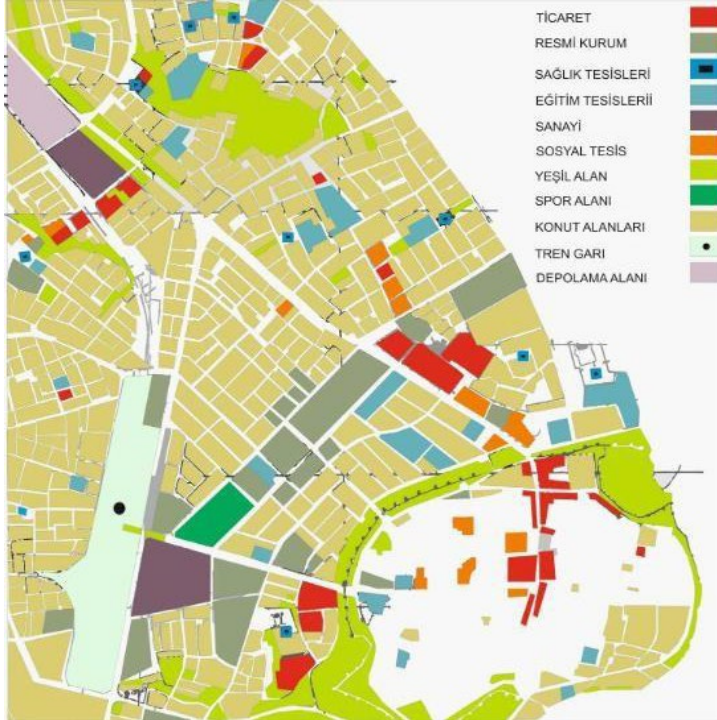 TİCARET
RESMİ KURUM
SAĞLIK TESİSLERİ
EĞİTİM TESİSLERİİ
SANAYİ
SOSYAL TESİS
YEŞİL ALAN
SPOR ALANI
KONUT ALANLARI
TREN GARI
DEPOLAMA ALANI